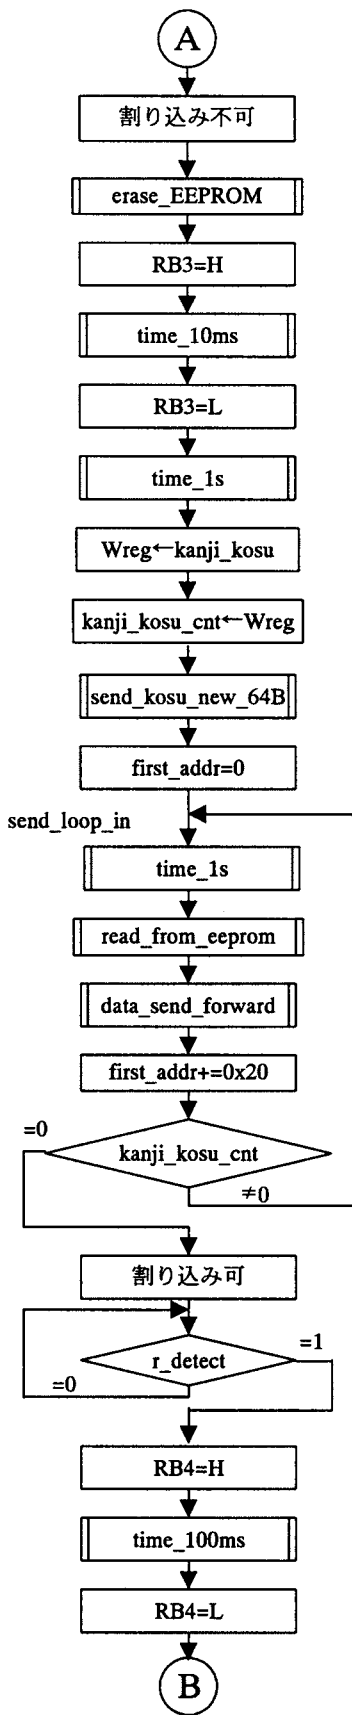 A
割り込み不可
erase_EEPROM
RB3=H
time_10ms
RB3=L
time_1s
Wreg←kanji_kosu
kanji_kosu_cnt←Wreg
send_kosu_new_64B
first_addr=0
send_loop_in
time_1s
read_from_eeprom
data_send_forward
first_addr+=0x20
=0
kanji_kosu_cnt
≠0
割り込み可
=1
r_detect
=0
RB4=H
time_100ms
RB4=L
B